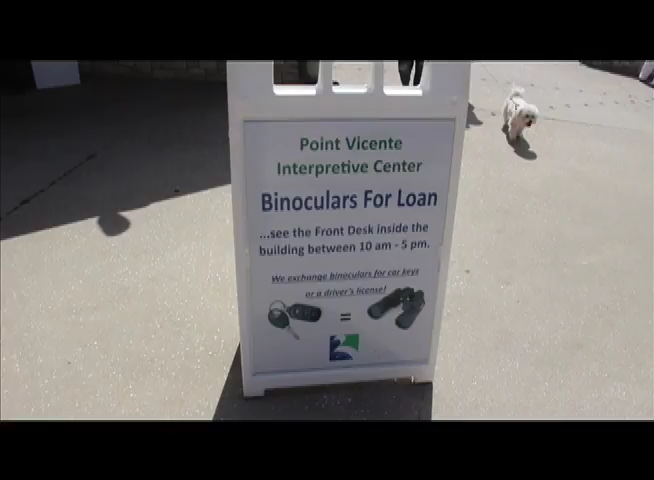 Point Vicente
Interpretive Center
Binoculars For Loan
...see the Front Desk inside the
building between 10 am - 5 pm.
We exchange binoculars for car keys
or a driver's license!
=